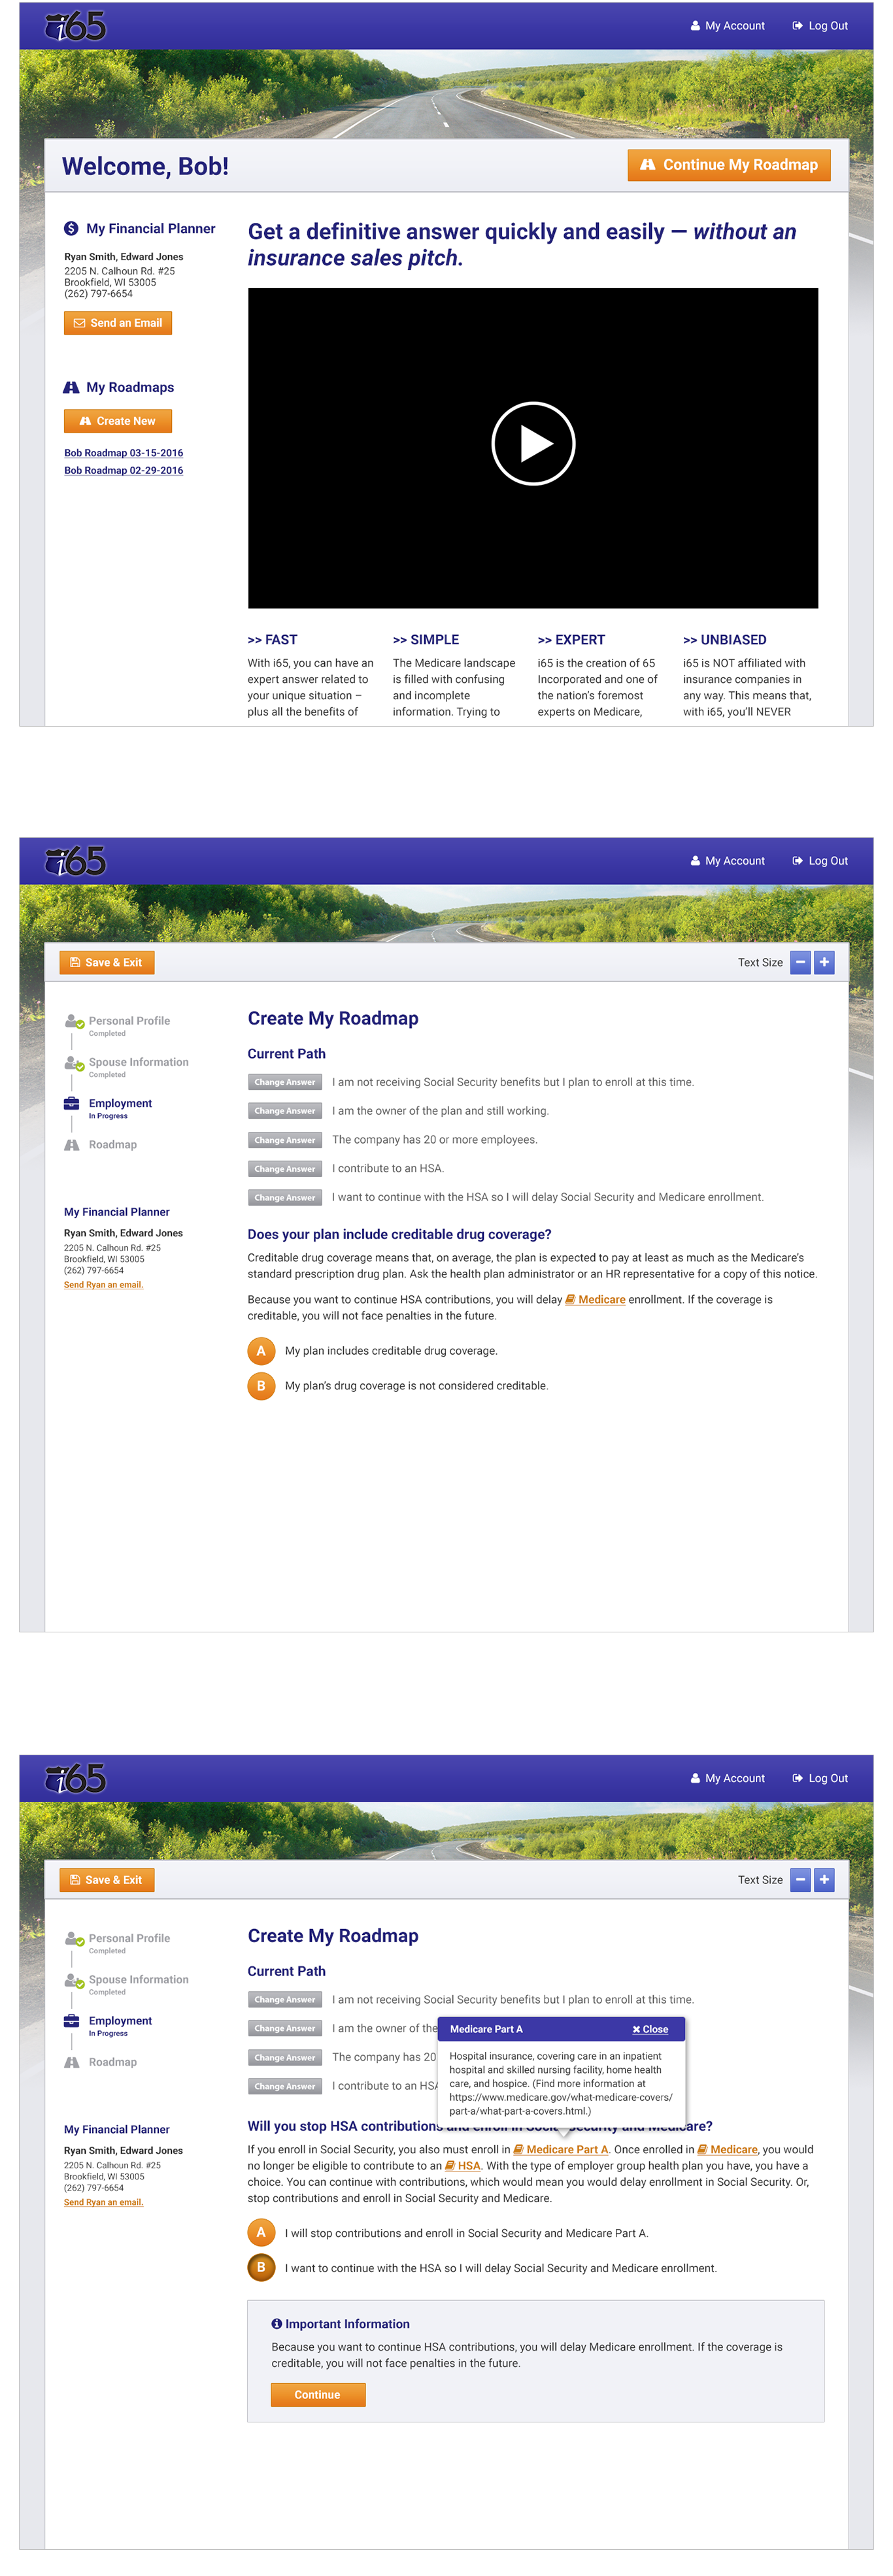 i65
My Account
Log Out
Welcome, Bob!
Continue My Roadmap
My Financial Planner
Ryan Smith, Edward Jones
2205 N. Calhoun Rd. #25
Brookfield, WI 53005
(262) 797-6654
Send an Email
My Roadmaps
Create New
Bob Roadmap 03-15-2016
Bob Roadmap 02-29-2016
Get a definitive answer quickly and easily — without an
insurance sales pitch.
>> FAST
With i65, you can have an
expert answer related to
your unique situation –
plus all the benefits of
>> SIMPLE
The Medicare landscape
is filled with confusing
and incomplete
information. Trying to
>> EXPERT
i65 is the creation of 65
Incorporated and one of
the nation's foremost
experts on Medicare,
>> UNBIASED
i65 is NOT affiliated with
insurance companies in
any way. This means that,
with i65, you'll NEVER
i65
My Account
Log Out
Save & Exit
Text Size − +
Personal Profile
Completed
Spouse Information
Completed
Employment
In Progress
Roadmap
My Financial Planner
Ryan Smith, Edward Jones
2205 N. Calhoun Rd. #25
Brookfield, WI 53005
(262) 797-6654
Send Ryan an email.
Create My Roadmap
Current Path
Change Answer I am not receiving Social Security benefits but I plan to enroll at this time.
Change Answer I am the owner of the plan and still working.
Change Answer The company has 20 or more employees.
Change Answer I contribute to an HSA.
Change Answer I want to continue with the HSA so I will delay Social Security and Medicare enrollment.
Does your plan include creditable drug coverage?
Creditable drug coverage means that, on average, the plan is expected to pay at least as much as the Medicare's
standard prescription drug plan. Ask the health plan administrator or an HR representative for a copy of this notice.
Because you want to continue HSA contributions, you will delay Medicare enrollment. If the coverage is
creditable, you will not face penalties in the future.
A My plan includes creditable drug coverage.
B My plan's drug coverage is not considered creditable.
i65
My Account
Log Out
Save & Exit
Text Size − +
Personal Profile
Completed
Spouse Information
Completed
Employment
In Progress
Roadmap
My Financial Planner
Ryan Smith, Edward Jones
2205 N. Calhoun Rd. #25
Brookfield, WI 53005
(262) 797-6654
Send Ryan an email.
Create My Roadmap
Current Path
Change Answer I am not receiving Social Security benefits but I plan to enroll at this time.
Change Answer I am the owner of the
Change Answer The company has 20
Change Answer I contribute to an HSA
Medicare Part A
Close
Hospital insurance, covering care in an inpatient
hospital and skilled nursing facility, home health
care, and hospice. (Find more information at
https://www.medicare.gov/what-medicare-covers/
part-a/what-part-a-covers.html.)
Will you stop HSA contributions and enroll in Social Security and Medicare?
If you enroll in Social Security, you also must enroll in Medicare Part A. Once enrolled in Medicare, you would
no longer be eligible to contribute to an HSA. With the type of employer group health plan you have, you have a
choice. You can continue with contributions, which would mean you would delay enrollment in Social Security. Or,
stop contributions and enroll in Social Security and Medicare.
A I will stop contributions and enroll in Social Security and Medicare Part A.
B I want to continue with the HSA so I will delay Social Security and Medicare enrollment.
Important Information
Because you want to continue HSA contributions, you will delay Medicare enrollment. If the coverage is
creditable, you will not face penalties in the future.
Continue